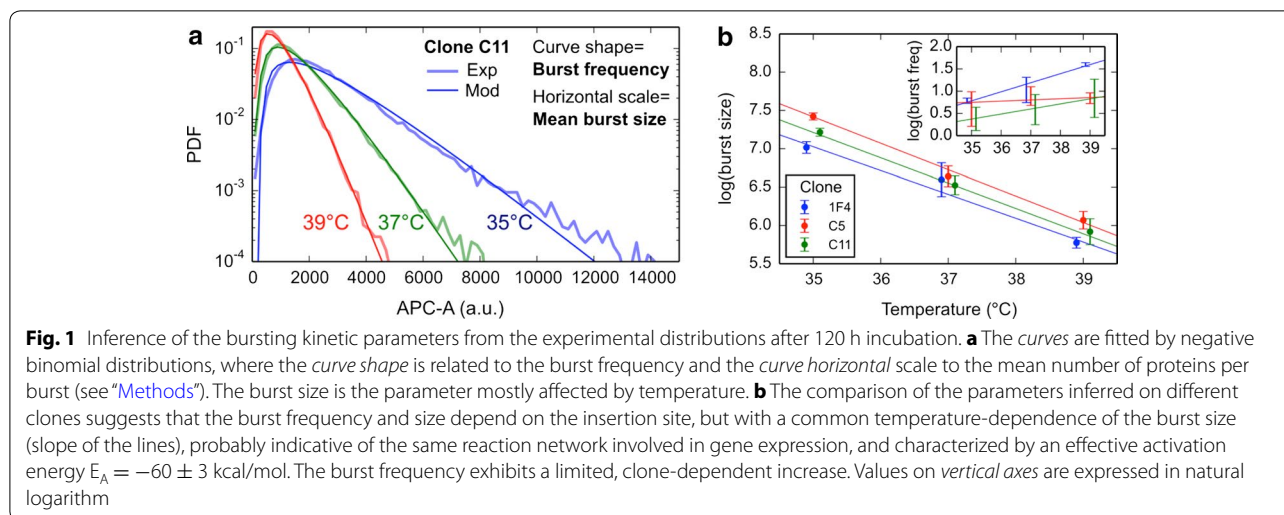 a
10⁻¹
10⁻²
10⁻³
10⁻⁴
PDF
Clone C11
Exp
Mod
Curve shape=
Burst frequency
Horizontal scale=
Mean burst size
39°C
37°C
35°C
0 2000 4000 6000 8000 10000 12000 14000
APC-A (a.u.)
b
8.5
8.0
7.5
7.0
6.5
6.0
5.5
log(burst size)
2.0
1.5
1.0
0.5
0.0
log(burst freq)
35 36 37 38 39
Clone
1F4
C5
C11
35 36 37 38 39
Temperature (°C)
Fig. 1 Inference of the bursting kinetic parameters from the experimental distributions after 120 h incubation. a The curves are fitted by negative
binomial distributions, where the curve shape is related to the burst frequency and the curve horizontal scale to the mean number of proteins per
burst (see “Methods”). The burst size is the parameter mostly affected by temperature. b The comparison of the parameters inferred on different
clones suggests that the burst frequency and size depend on the insertion site, but with a common temperature-dependence of the burst size
(slope of the lines), probably indicative of the same reaction network involved in gene expression, and characterized by an effective activation
energy E_A = −60 ± 3 kcal/mol. The burst frequency exhibits a limited, clone-dependent increase. Values on vertical axes are expressed in natural
logarithm